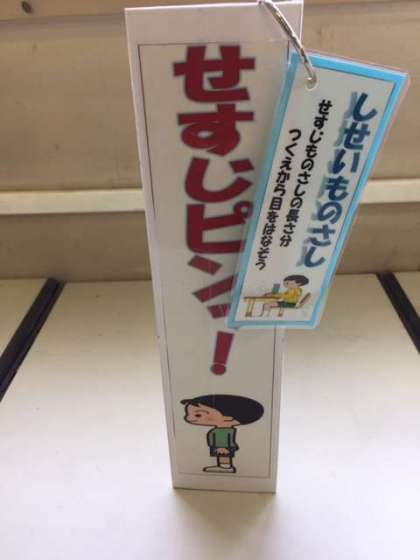 せすじピンッ!
しせいものさし
せすじものさしの長さ分
つくえから目をはなそう